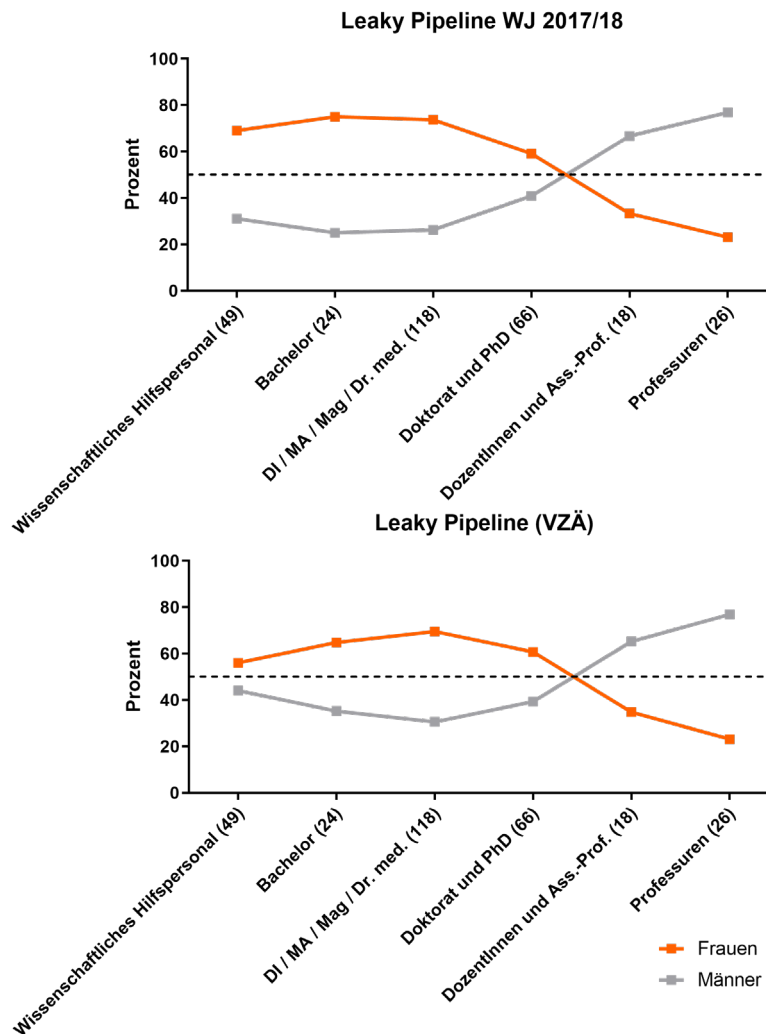 Leaky Pipeline WJ 2017/18
Prozent
100
80
60
40
20
0
Wissenschaftliches Hilfspersonal (49)
Bachelor (24)
DI / MA / Mag / Dr. med. (118)
Doktorat und PhD (66)
DozentInnen und Ass.-Prof. (18)
Professuren (26)
Leaky Pipeline (VZÄ)
Prozent
100
80
60
40
20
0
Wissenschaftliches Hilfspersonal (49)
Bachelor (24)
DI / MA / Mag / Dr. med. (118)
Doktorat und PhD (66)
DozentInnen und Ass.-Prof. (18)
Professuren (26)
Frauen
Männer